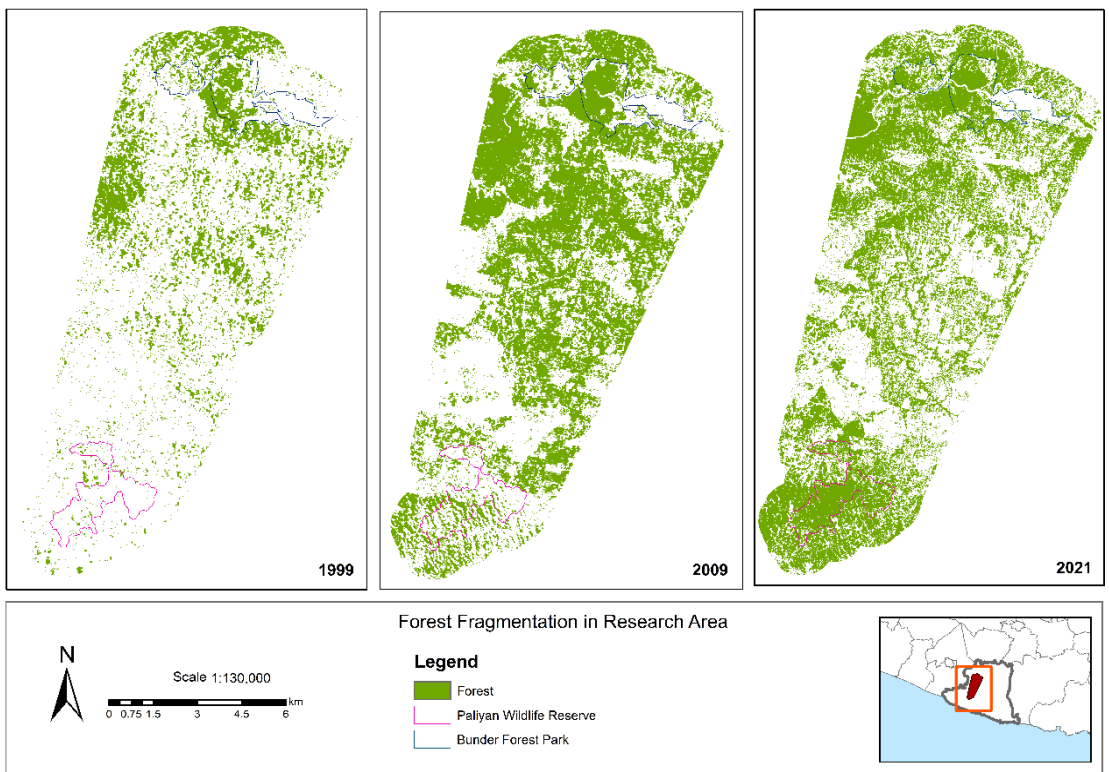 1999
2009
2021
Forest Fragmentation in Research Area
N
Scale 1:130,000
km
0 0.75 1.5 3 4.5 6
Legend
Forest
Paliyan Wildlife Reserve
Bunder Forest Park